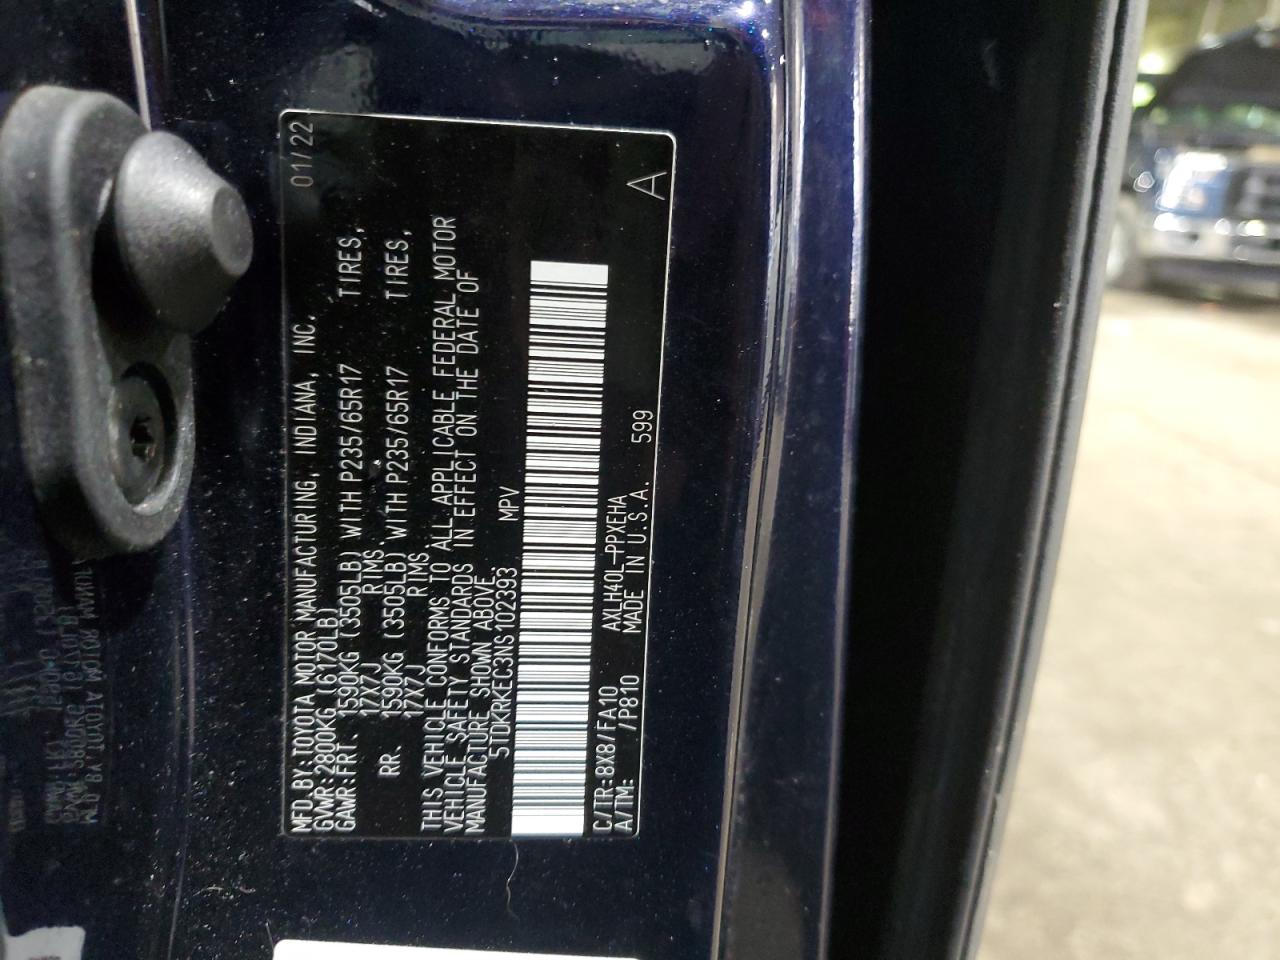 MFD.BY:TOYOTA MOTOR MANUFACTURING, INDIANA, INC. 01/22
GVWR:2800KG (6170LB)
GAWR:FRT. 1590KG (3505LB) WITH P235/65R17 TIRES,
17X7J RIMS
RR. 1590KG (3505LB) WITH P235/65R17 TIRES,
17X7J RIMS
THIS VEHICLE CONFORMS TO ALL APPLICABLE FEDERAL MOTOR
VEHICLE SAFETY STANDARDS IN EFFECT ON THE DATE OF
MANUFACTURE SHOWN ABOVE.
5TDKRKEC3NS102393 MPV
C/TR:8X8/FA10 AXLH40L-PPXEHA
A/TM: /P810 MADE IN U.S.A. 599 A